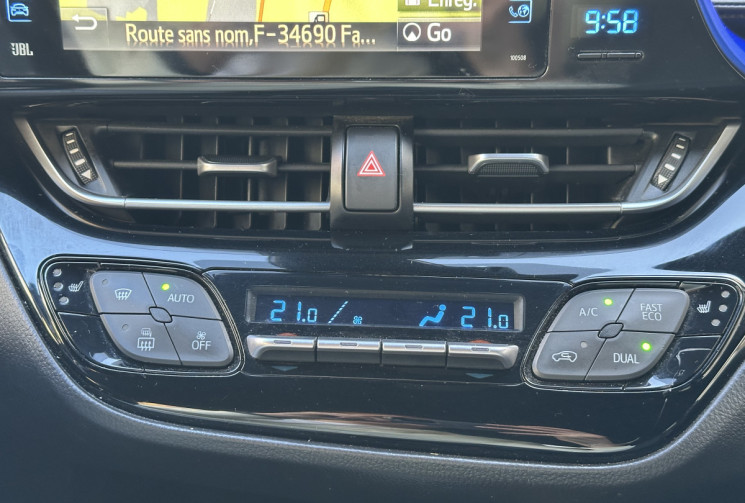 Enreg.
JBL
Route sans nom,F-34690 Fa...
Go
100508
9:58
AUTO
OFF
21.0
21.0
A/C
FAST
ECO
DUAL